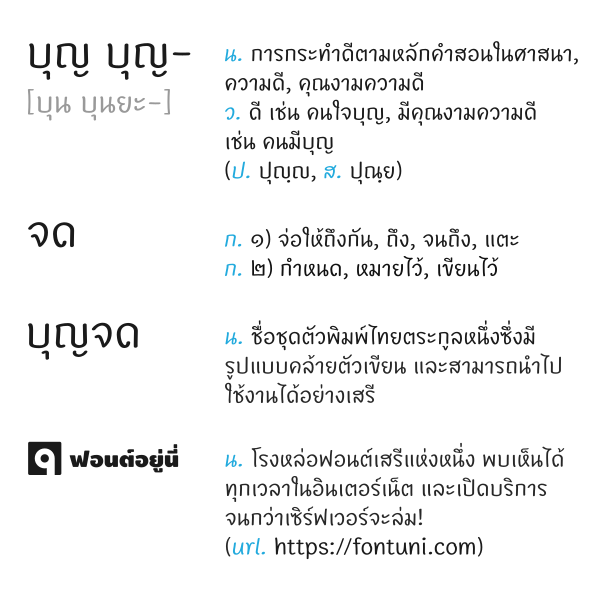 บุญ บุญ-
[บุน บุนยะ-]
น. การกระทำดีตามหลักคำสอนในศาสนา,
ความดี, คุณงามความดี
ว. ดี เช่น คนใจบุญ, มีคุณงามความดี
เช่น คนมีบุญ
(ป. ปุญฺญ, ส. ปุณฺย)
จด
ก. ๑) จ่อให้ถึงกัน, ถึง, จนถึง, แตะ
ก. ๒) กำหนด, หมายไว้, เขียนไว้
บุญจด
น. ชื่อชุดตัวพิมพ์ไทยตระกูลหนึ่งซึ่งมี
รูปแบบคล้ายตัวเขียน และสามารถนำไป
ใช้งานได้อย่างเสรี
ฟอนต์อยู่นี่
น. โรงหล่อฟอนต์เสรีแห่งหนึ่ง พบเห็นได้
ทุกเวลาในอินเตอร์เน็ต และเปิดบริการ
จนกว่าเซิร์ฟเวอร์จะล่ม!
(url. https://fontuni.com)